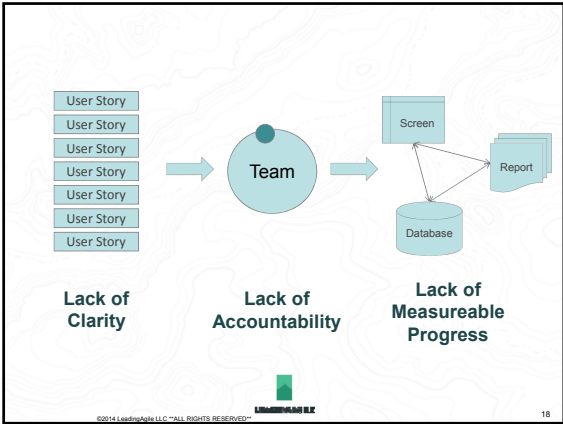 User Story
User Story
User Story
User Story
User Story
User Story
User Story
Team
Screen
Report
Database
Lack of
Clarity
Lack of
Accountability
Lack of
Measureable
Progress
©2014 LeadingAgile LLC **ALL RIGHTS RESERVED**
18